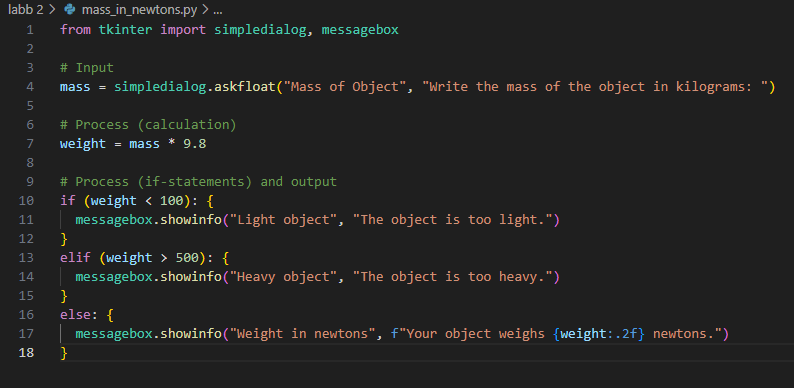 labb 2 > mass_in_newtons.py > ...
1 from tkinter import simpledialog, messagebox
2
3 # Input
4 mass = simpledialog.askfloat("Mass of Object", "Write the mass of the object in kilograms: ")
5
6 # Process (calculation)
7 weight = mass * 9.8
8
9 # Process (if-statements) and output
10 if (weight < 100): {
11   messagebox.showinfo("Light object", "The object is too light.")
12 }
13 elif (weight > 500): {
14   messagebox.showinfo("Heavy object", "The object is too heavy.")
15 }
16 else: {
17   messagebox.showinfo("Weight in newtons", f"Your object weighs {weight:.2f} newtons.")
18 }